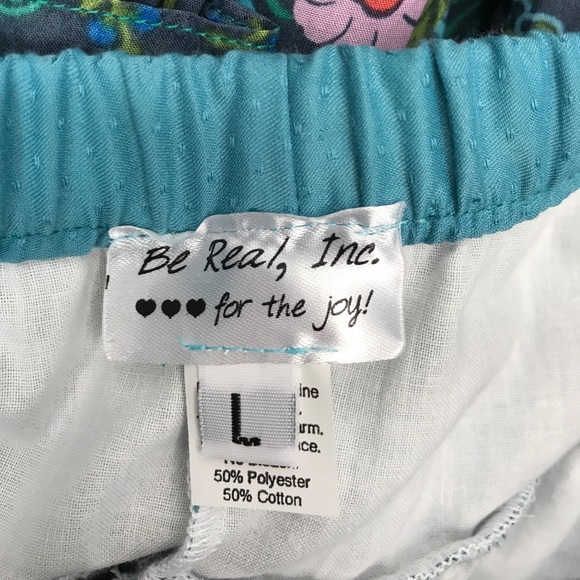 Be Real, Inc.
♥♥♥ for the joy!
L
50% Polyester
50% Cotton